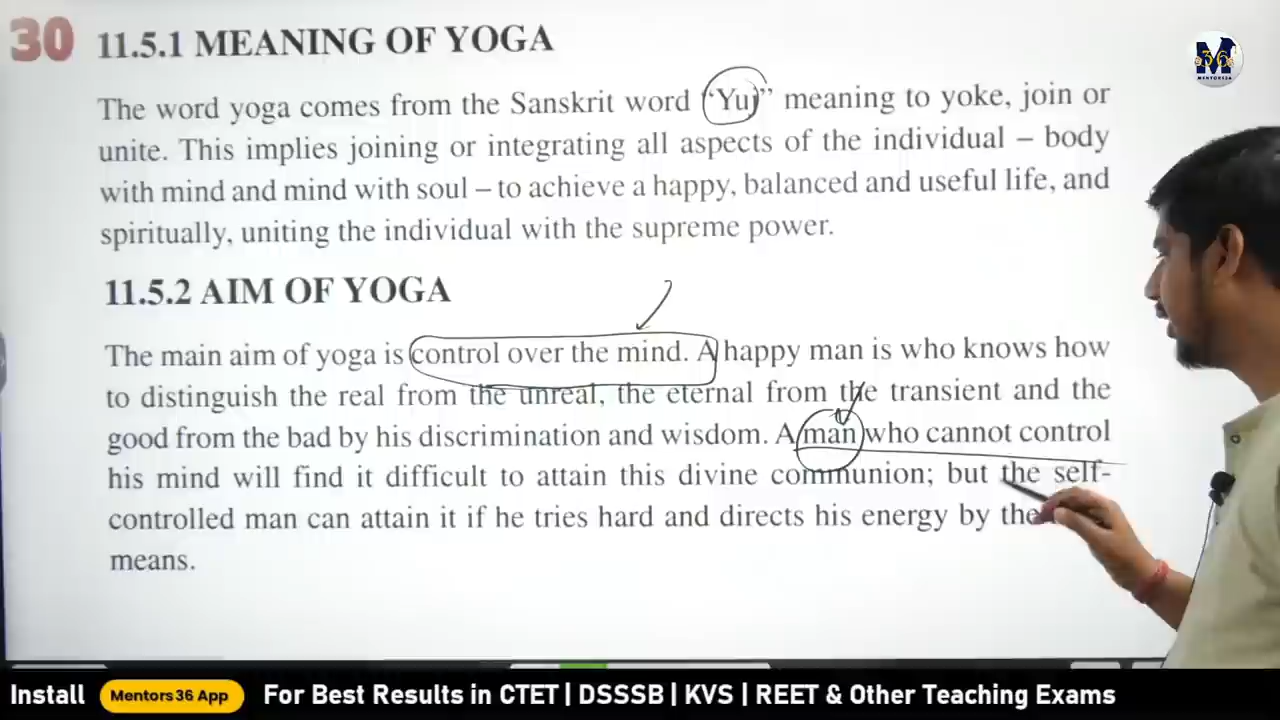 30 11.5.1 MEANING OF YOGA
The word yoga comes from the Sanskrit word “Yuj” meaning to yoke, join or
unite. This implies joining or integrating all aspects of the individual – body
with mind and mind with soul – to achieve a happy, balanced and useful life, and
spiritually, uniting the individual with the supreme power.
11.5.2 AIM OF YOGA
The main aim of yoga is control over the mind. A happy man is who knows how
to distinguish the real from the unreal, the eternal from the transient and the
good from the bad by his discrimination and wisdom. A man who cannot control
his mind will find it difficult to attain this divine communion; but the self-
controlled man can attain it if he tries hard and directs his energy by the
means.
M 36
MENTORS36
Install Mentors36 App For Best Results in CTET | DSSSB | KVS | REET & Other Teaching Exams